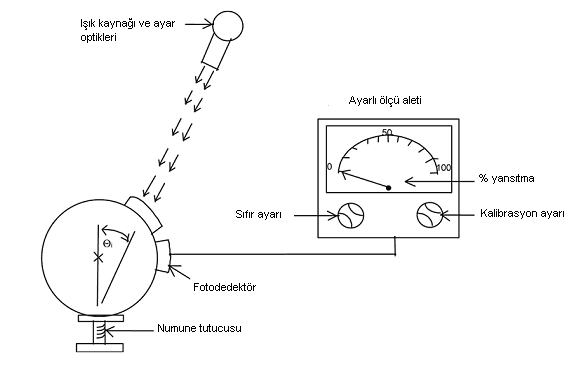 Işık kaynağı ve ayar
optikleri
Ayarlı ölçü aleti
50
0
100
% yansıtma
Sıfır ayarı
Kalibrasyon ayarı
Θi
Fotodedektör
Numune tutucusu